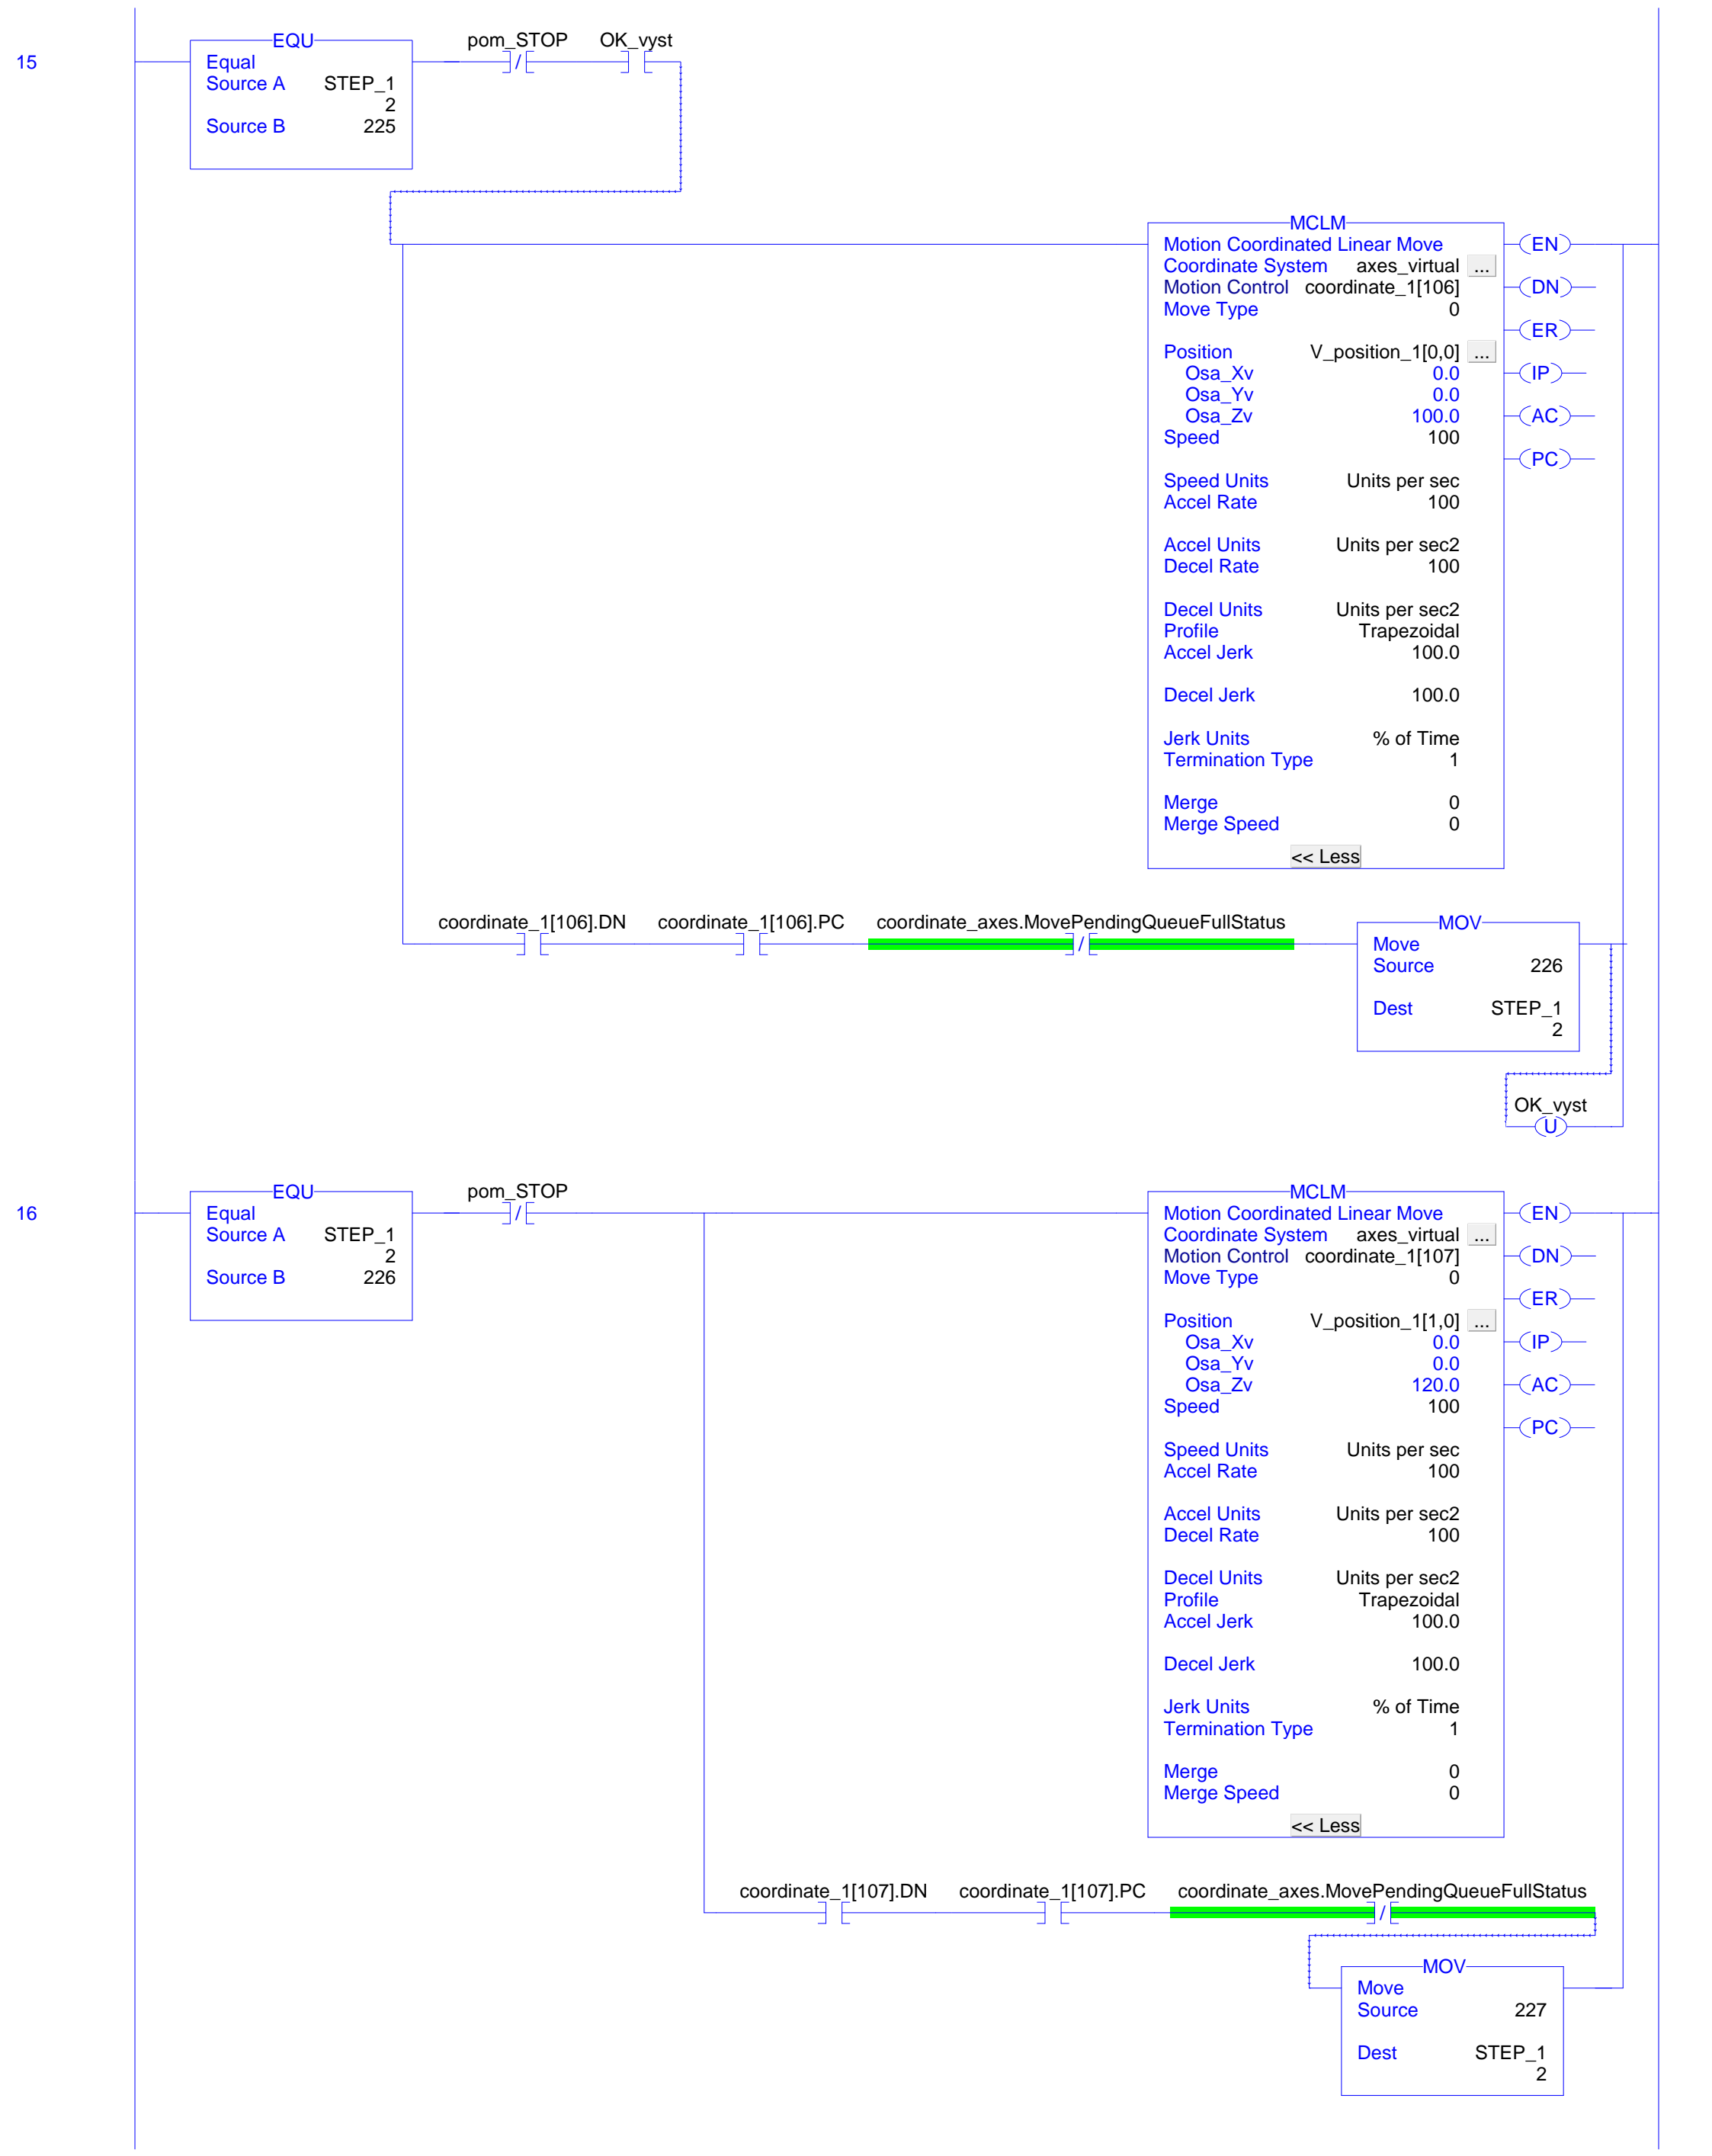 EQU
pom_STOP OK_vyst
15
Equal
Source A STEP_1
2
Source B 225
MCLM
Motion Coordinated Linear Move
Coordinate System axes_virtual ...
Motion Control coordinate_1[106]
Move Type 0
Position V_position_1[0,0] ...
Osa_Xv 0.0
Osa_Yv 0.0
Osa_Zv 100.0
Speed 100
Speed Units Units per sec
Accel Rate 100
Accel Units Units per sec2
Decel Rate 100
Decel Units Units per sec2
Profile Trapezoidal
Accel Jerk 100.0
Decel Jerk 100.0
Jerk Units % of Time
Termination Type 1
Merge 0
Merge Speed 0
<< Less
EN
DN
ER
IP
AC
PC
coordinate_1[106].DN coordinate_1[106].PC coordinate_axes.MovePendingQueueFullStatus
MOV
Move
Source 226
Dest STEP_1
2
OK_vyst
U
EQU
pom_STOP
16
Equal
Source A STEP_1
2
Source B 226
MCLM
Motion Coordinated Linear Move
Coordinate System axes_virtual ...
Motion Control coordinate_1[107]
Move Type 0
Position V_position_1[1,0] ...
Osa_Xv 0.0
Osa_Yv 0.0
Osa_Zv 120.0
Speed 100
Speed Units Units per sec
Accel Rate 100
Accel Units Units per sec2
Decel Rate 100
Decel Units Units per sec2
Profile Trapezoidal
Accel Jerk 100.0
Decel Jerk 100.0
Jerk Units % of Time
Termination Type 1
Merge 0
Merge Speed 0
<< Less
EN
DN
ER
IP
AC
PC
coordinate_1[107].DN coordinate_1[107].PC coordinate_axes.MovePendingQueueFullStatus
MOV
Move
Source 227
Dest STEP_1
2